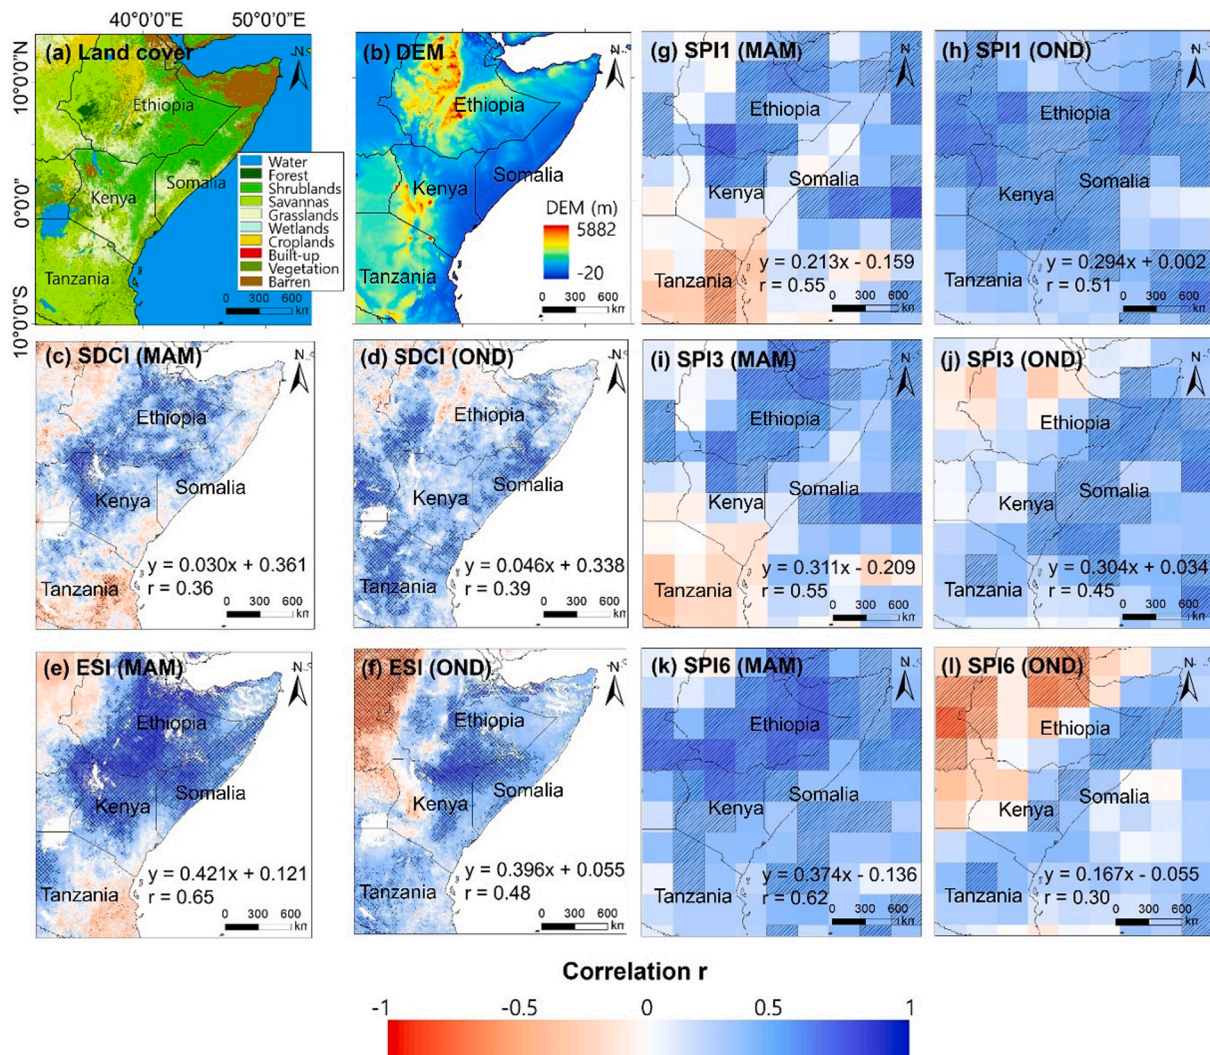 40°0'0"E
50°0'0"E
10°0'0"N
0°0'0"
10°0'0"S
(a) Land cover
N
Ethiopia
Kenya
Somalia
Tanzania
Water
Forest
Shrublands
Savannas
Grasslands
Wetlands
Croplands
Built-up
Vegetation
Barren
0 300 600
km
(b) DEM
N
Ethiopia
Kenya
Somalia
Tanzania
DEM (m)
5882
-20
0 300 600
km
(g) SPI1 (MAM)
N
Ethiopia
Kenya
Somalia
Tanzania
y = 0.213x - 0.159
r = 0.55
0 300 600
km
(h) SPI1 (OND)
N
Ethiopia
Kenya
Somalia
Tanzania
y = 0.294x + 0.002
r = 0.51
0 300 600
km
(c) SDCI (MAM)
N
Ethiopia
Kenya
Somalia
Tanzania
y = 0.030x + 0.361
r = 0.36
0 300 600
km
(d) SDCI (OND)
N
Ethiopia
Kenya
Somalia
Tanzania
y = 0.046x + 0.338
r = 0.39
0 300 600
km
(i) SPI3 (MAM)
N
Ethiopia
Kenya
Somalia
Tanzania
y = 0.311x - 0.209
r = 0.55
0 300 600
km
(j) SPI3 (OND)
N
Ethiopia
Kenya
Somalia
Tanzania
y = 0.304x + 0.034
r = 0.45
0 300 600
km
(e) ESI (MAM)
N
Ethiopia
Kenya
Somalia
Tanzania
y = 0.421x + 0.121
r = 0.65
0 300 600
km
(f) ESI (OND)
N
Ethiopia
Kenya
Somalia
Tanzania
y = 0.396x + 0.055
r = 0.48
0 300 600
km
(k) SPI6 (MAM)
N
Ethiopia
Kenya
Somalia
Tanzania
y = 0.374x - 0.136
r = 0.62
0 300 600
km
(l) SPI6 (OND)
N
Ethiopia
Kenya
Somalia
Tanzania
y = 0.167x - 0.055
r = 0.30
0 300 600
km
Correlation r
-1 -0.5 0 0.5 1